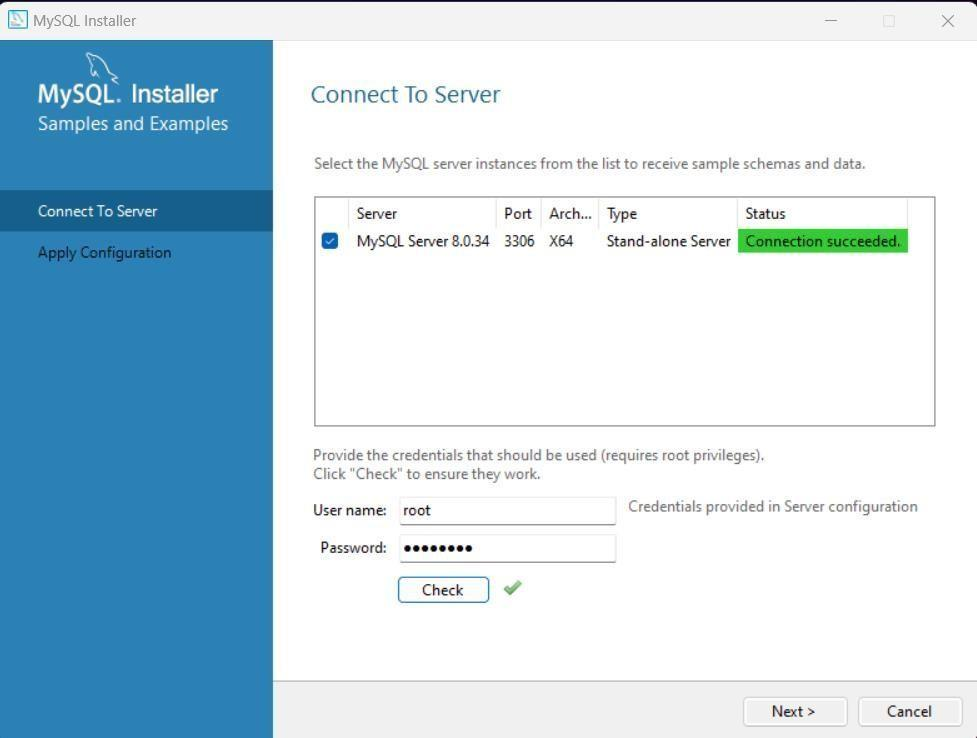 MySQL Installer
MySQL. Installer
Samples and Examples
Connect To Server
Apply Configuration
Connect To Server
Select the MySQL server instances from the list to receive sample schemas and data.
Server Port Arch... Type Status
MySQL Server 8.0.34 3306 X64 Stand-alone Server Connection succeeded.
Provide the credentials that should be used (requires root privileges).
Click "Check" to ensure they work.
User name: root Credentials provided in Server configuration
Password: ●●●●●●●●
Check
Next > Cancel